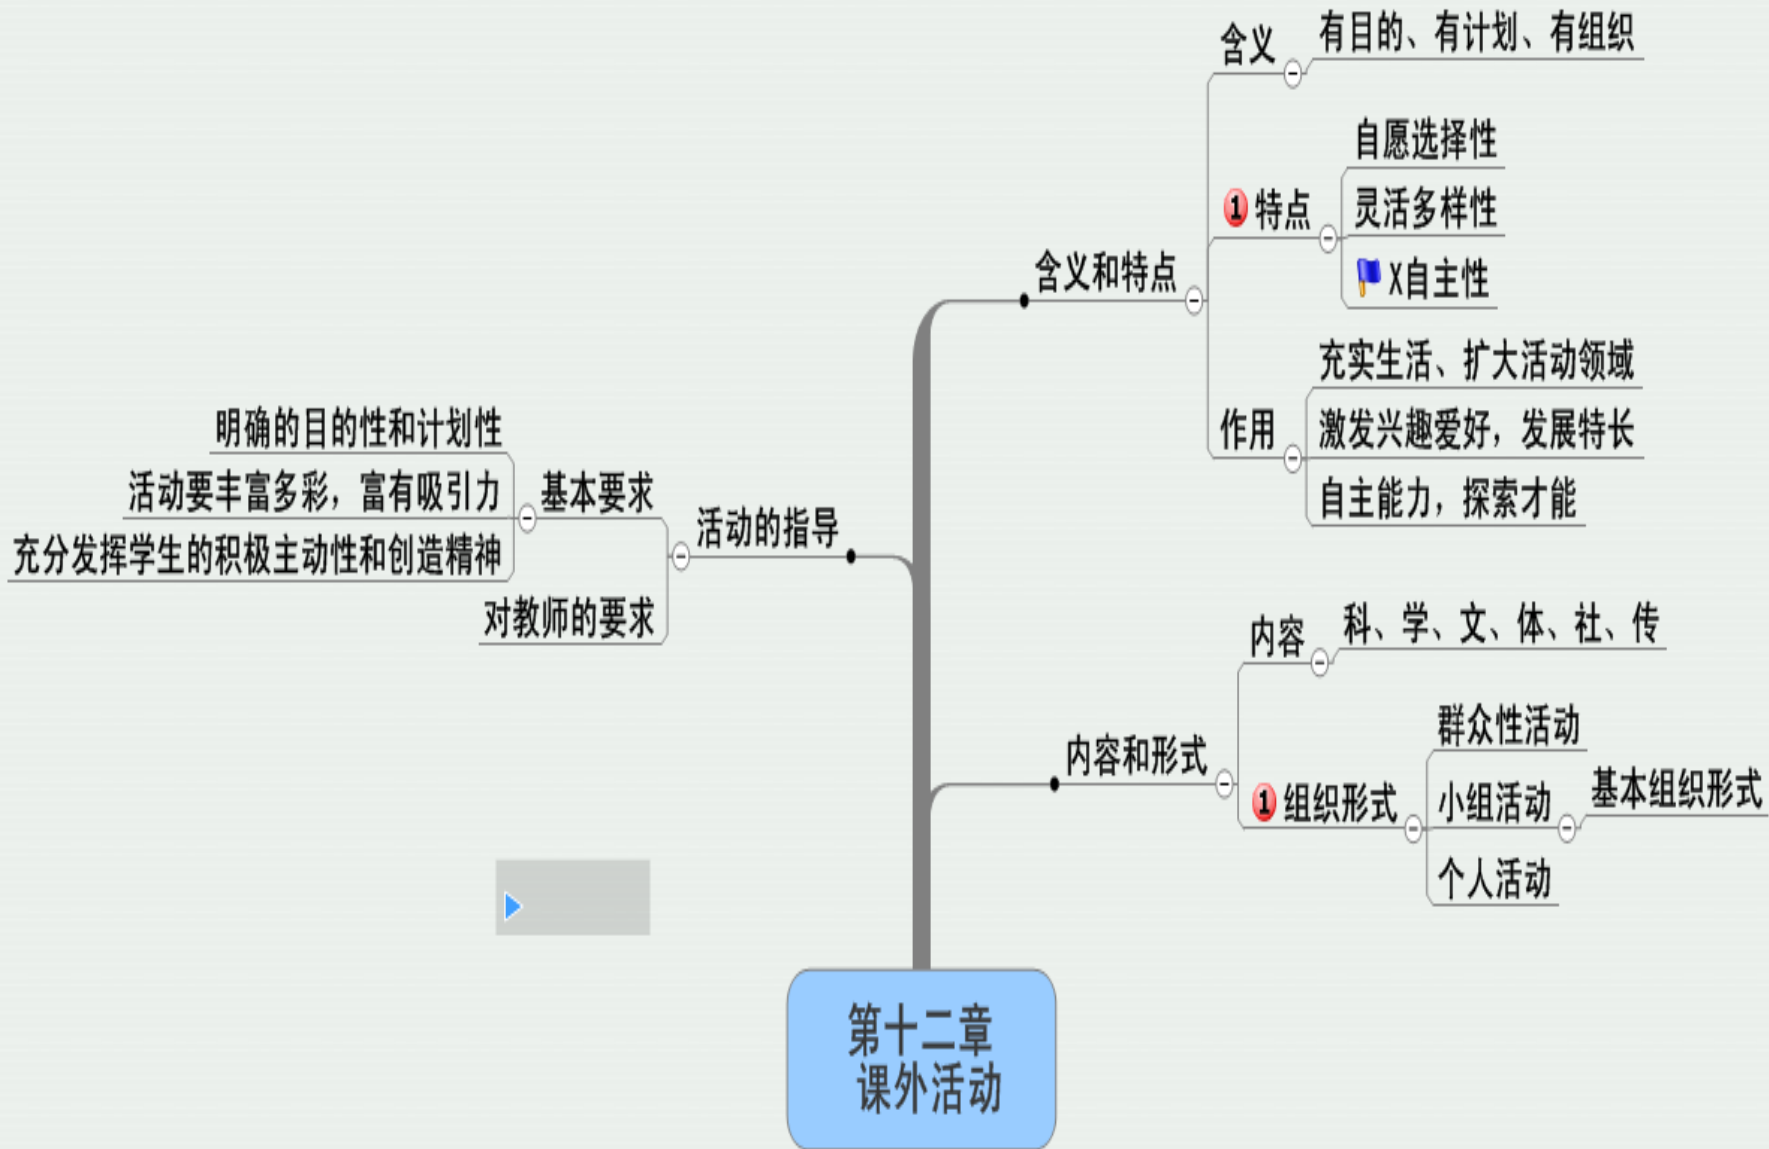 含义
有目的、有计划、有组织
自愿选择性
1 特点
灵活多样性
X自主性
含义和特点
充实生活、扩大活动领域
作用
激发兴趣爱好，发展特长
自主能力，探索才能
明确的目的性和计划性
活动要丰富多彩，富有吸引力
基本要求
充分发挥学生的积极主动性和创造精神
活动的指导
对教师的要求
内容
科、学、文、体、社、传
内容和形式
群众性活动
1 组织形式
小组活动
基本组织形式
个人活动
第十二章
课外活动